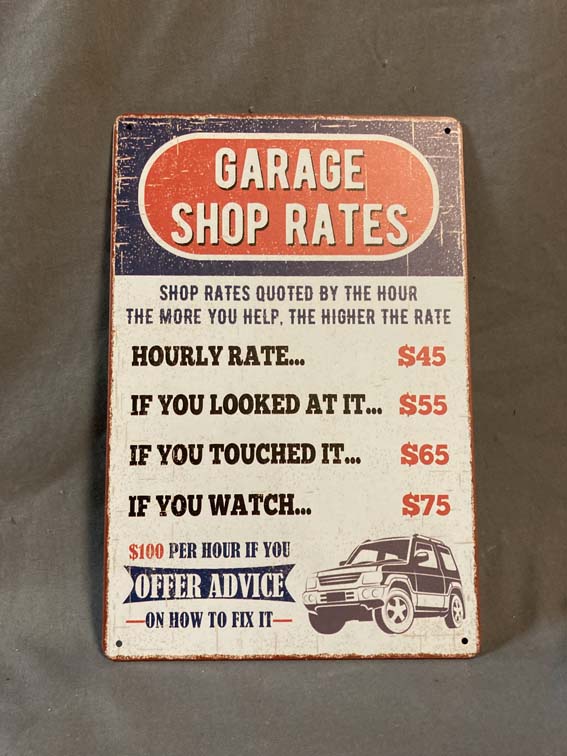 GARAGE
SHOP RATES
SHOP RATES QUOTED BY THE HOUR
THE MORE YOU HELP, THE HIGHER THE RATE
HOURLY RATE... $45
IF YOU LOOKED AT IT... $55
IF YOU TOUCHED IT... $65
IF YOU WATCH... $75
$100 PER HOUR IF YOU
OFFER ADVICE
ON HOW TO FIX IT